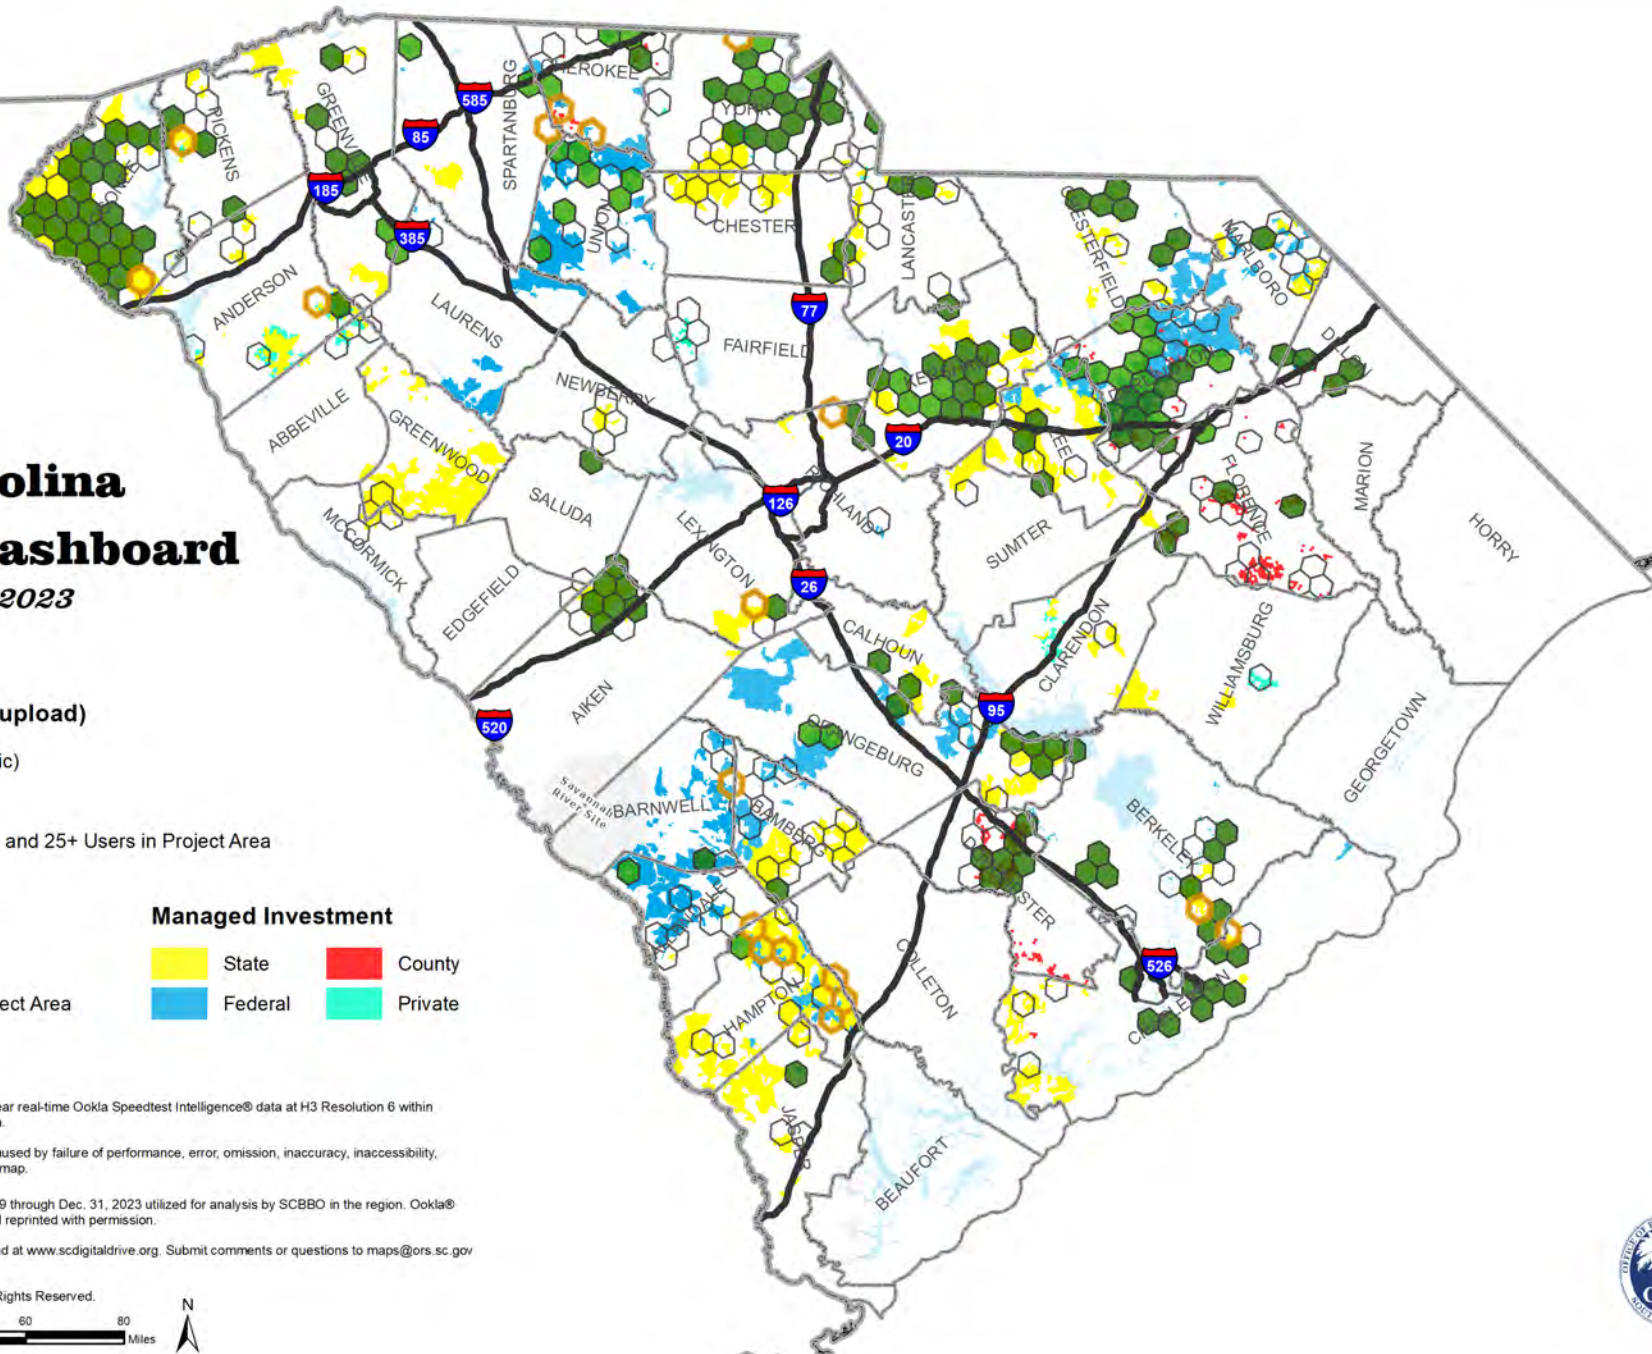 olina
ashboard
2023
upload)
ic)
and 25+ Users in Project Area
Managed Investment
State
County
ect Area
Federal
Private
ear real-time Ookla Speedtest Intelligence® data at H3 Resolution 6 within
used by failure of performance, error, omission, inaccuracy, inaccessibility,
map.
9 through Dec. 31, 2023 utilized for analysis by SCBBO in the region. Ookla®
reprinted with permission.
d at www.scdigitaldrive.org. Submit comments or questions to maps@ors.sc.gov
Rights Reserved.
60
80
Miles
N
PICKENS
SPARTANBURG
CHEROKEE
YORK
585
85
185
385
UNION
CHESTER
LANCASTER
CHESTERFIELD
MARLBORO
ANDERSON
LAURENS
77
FAIRFIELD
DILLON
ABBEVILLE
GREENWOOD
NEWBERRY
KERSHAW
20
LEE
FLORENCE
MARION
HORRY
MCCORMICK
SALUDA
126
RICHLAND
LEXINGTON
SUMTER
EDGEFIELD
26
CALHOUN
CLARENDON
WILLIAMSBURG
AIKEN
520
95
ORANGEBURG
GEORGETOWN
Savannah
River Site
BARNWELL
BAMBERG
BERKELEY
526
COLLETON
HAMPTON
JASPER
BEAUFORT